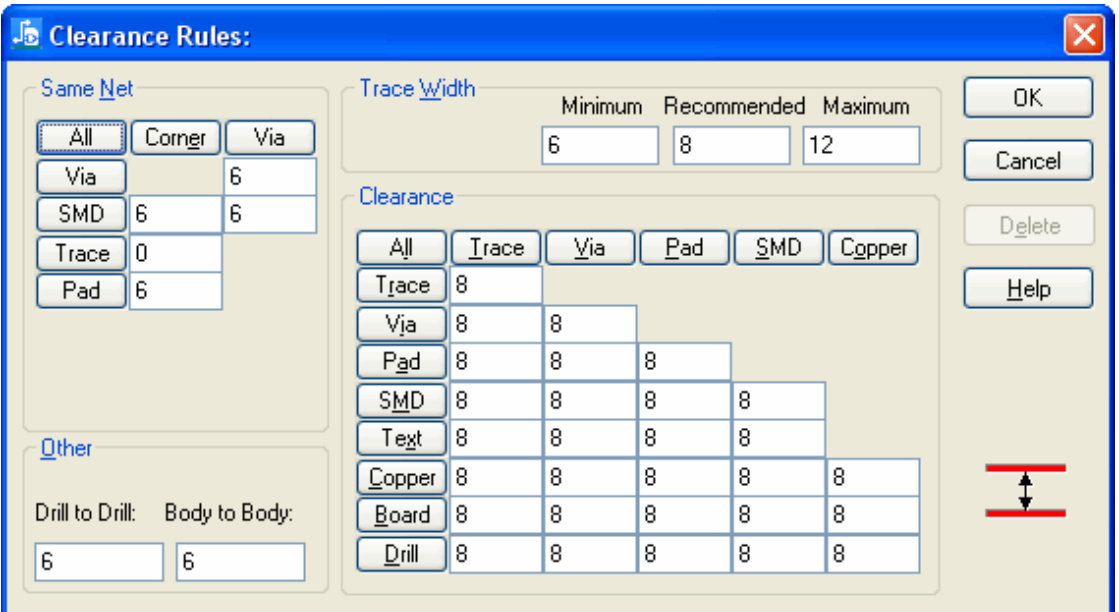 Clearance Rules:
Same Net
All Corner Via
Via 6
SMD 6 6
Trace 0
Pad 6
Other
Drill to Drill: Body to Body:
6 6
Trace Width
Minimum Recommended Maximum
6 8 12
Clearance
All Trace Via Pad SMD Copper
Trace 8
Via 8 8
Pad 8 8 8
SMD 8 8 8 8
Text 8 8 8 8
Copper 8 8 8 8 8
Board 8 8 8 8 8
Drill 8 8 8 8 8
OK
Cancel
Delete
Help